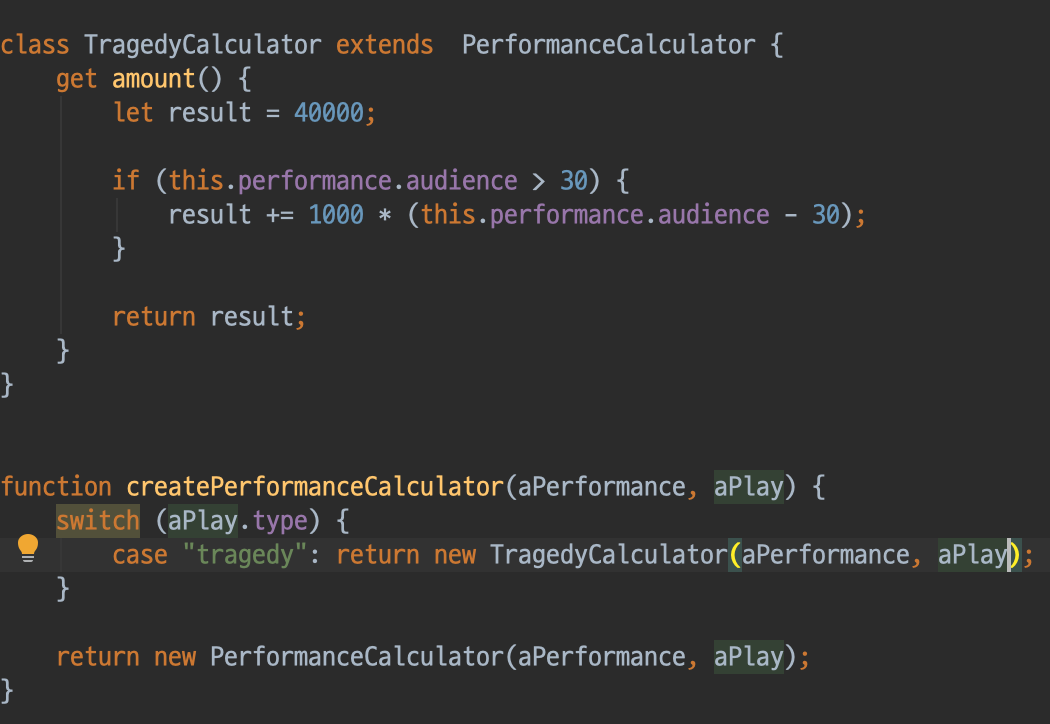 class TragedyCalculator extends  PerformanceCalculator {
    get amount() {
        let result = 40000;

        if (this.performance.audience > 30) {
            result += 1000 * (this.performance.audience - 30);
        }

        return result;
    }
}


function createPerformanceCalculator(aPerformance, aPlay) {
    switch (aPlay.type) {
        case "tragedy": return new TragedyCalculator(aPerformance, aPlay);
    }

    return new PerformanceCalculator(aPerformance, aPlay);
}